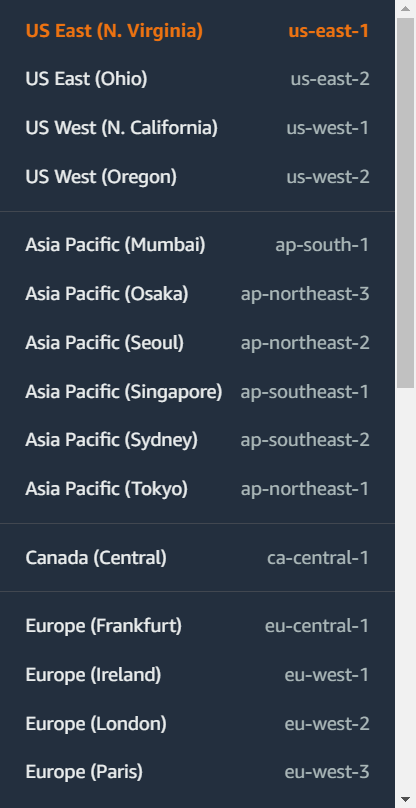 US East (N. Virginia) us-east-1
US East (Ohio) us-east-2
US West (N. California) us-west-1
US West (Oregon) us-west-2
Asia Pacific (Mumbai) ap-south-1
Asia Pacific (Osaka) ap-northeast-3
Asia Pacific (Seoul) ap-northeast-2
Asia Pacific (Singapore) ap-southeast-1
Asia Pacific (Sydney) ap-southeast-2
Asia Pacific (Tokyo) ap-northeast-1
Canada (Central) ca-central-1
Europe (Frankfurt) eu-central-1
Europe (Ireland) eu-west-1
Europe (London) eu-west-2
Europe (Paris) eu-west-3